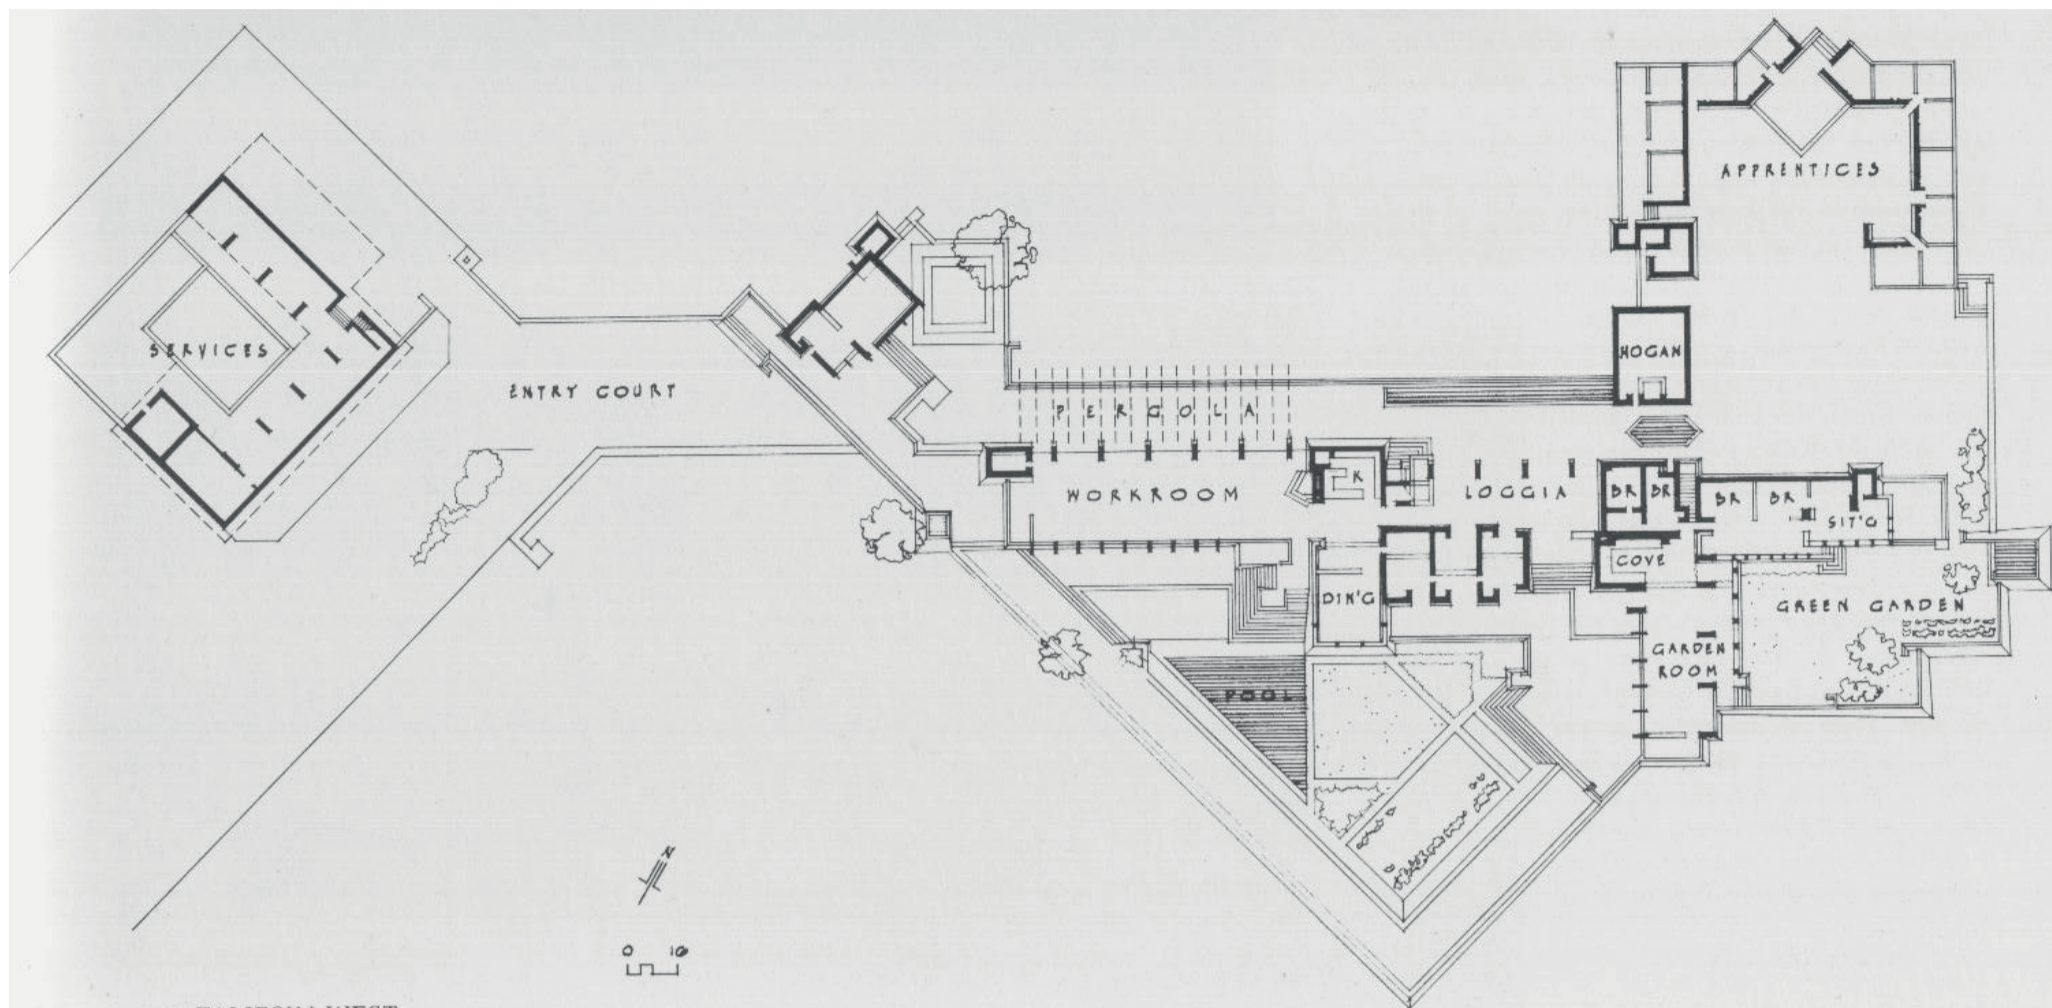 APPRENTICES
SERVICES
ENTRY COURT
HOGAN
PERGOLA
WORKROOM
K
LOGGIA
BR
BR
BR
BR
SIT'G
COVE
DIN'G
GREEN GARDEN
GARDEN
ROOM
POOL
N
0 10